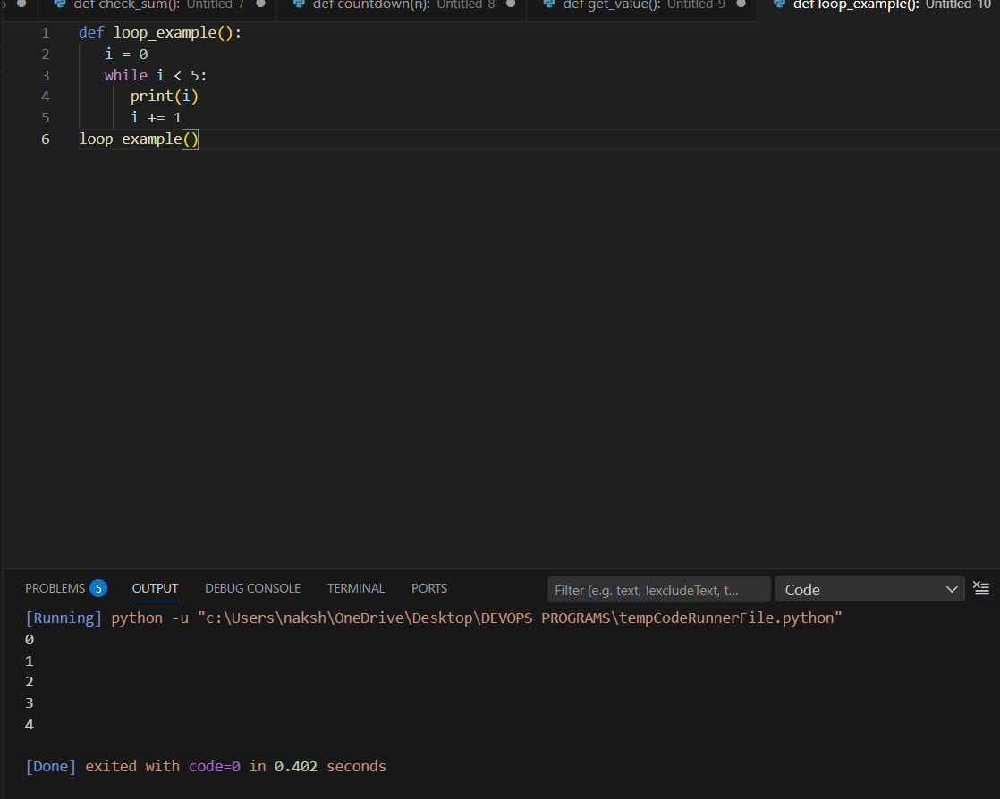 def check_sum(): Untitled-7 def countdown(n): Untitled-8 def get_value(): Untitled-9 def loop_example(): Untitled-10
1 def loop_example():
2 i = 0
3 while i < 5:
4 print(i)
5 i += 1
6 loop_example()
PROBLEMS 5 OUTPUT DEBUG CONSOLE TERMINAL PORTS Filter (e.g. text, !excludeText, t... Code
[Running] python -u "c:\Users\naksh\OneDrive\Desktop\DEVOPS PROGRAMS\tempCodeRunnerFile.python"
0
1
2
3
4
[Done] exited with code=0 in 0.402 seconds